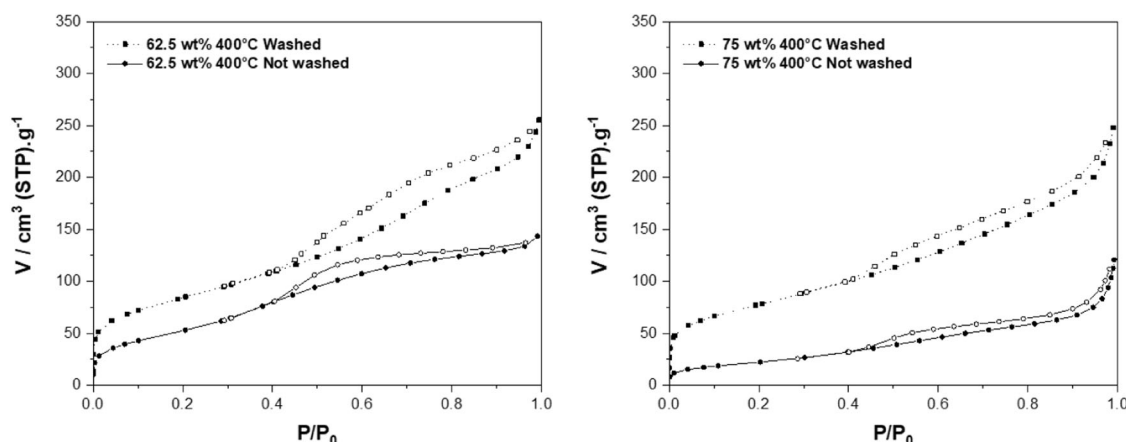 350
300
250
200
150
100
50
0
V / cm³ (STP).g⁻¹
62.5 wt% 400°C Washed
62.5 wt% 400°C Not washed
0.0 0.2 0.4 0.6 0.8 1.0
P/P₀
350
300
250
200
150
100
50
0
V / cm³ (STP).g⁻¹
75 wt% 400°C Washed
75 wt% 400°C Not washed
0.0 0.2 0.4 0.6 0.8 1.0
P/P₀